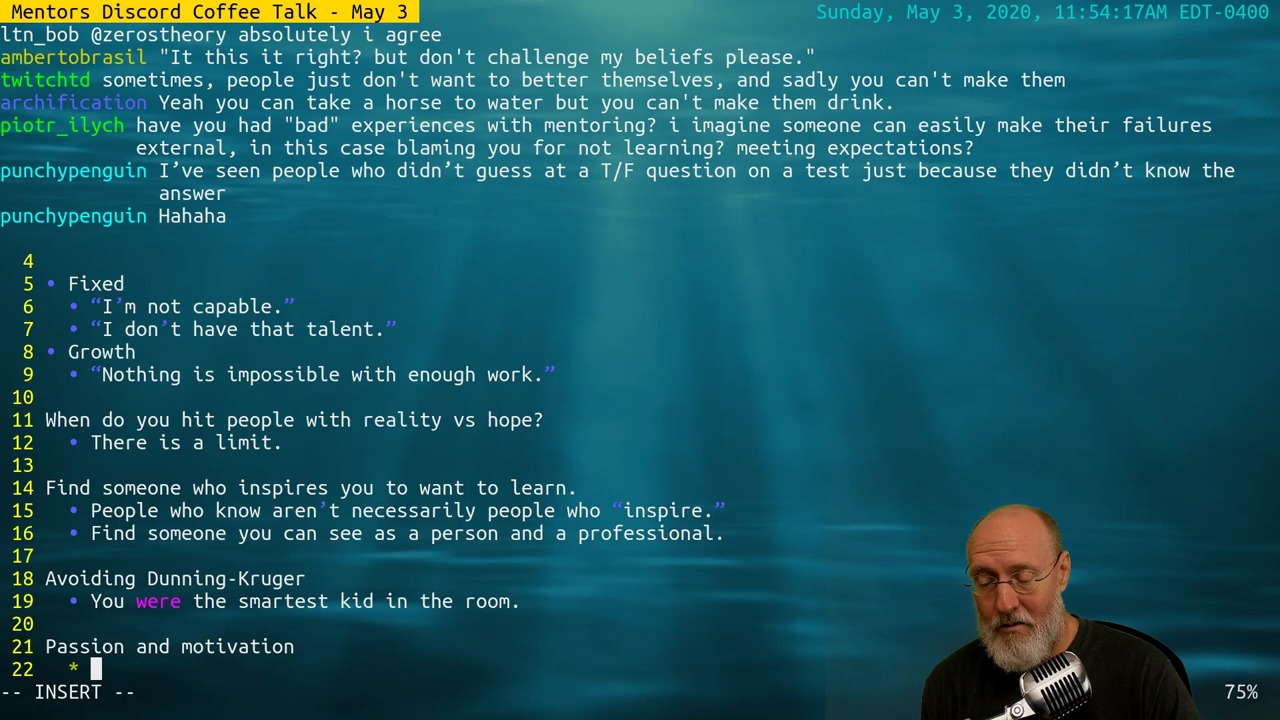 Mentors Discord Coffee Talk - May 3
Sunday, May 3, 2020, 11:54:17AM EDT-0400
ltn_bob @zerostheory absolutely i agree
ambertobrasil "It this it right? but don't challenge my beliefs please."
twitchtd sometimes, people just don't want to better themselves, and sadly you can't make them
archification Yeah you can take a horse to water but you can't make them drink.
piotr_ilych have you had "bad" experiences with mentoring? i imagine someone can easily make their failures
external, in this case blaming you for not learning? meeting expectations?
punchypenguin I’ve seen people who didn’t guess at a T/F question on a test just because they didn’t know the
answer
punchypenguin Hahaha
4
5 • Fixed
6 • “I’m not capable.”
7 • “I don’t have that talent.”
8 • Growth
9 • “Nothing is impossible with enough work.”
10
11 When do you hit people with reality vs hope?
12 • There is a limit.
13
14 Find someone who inspires you to want to learn.
15 • People who know aren’t necessarily people who “inspire.”
16 • Find someone you can see as a person and a professional.
17
18 Avoiding Dunning-Kruger
19 • You were the smartest kid in the room.
20
21 Passion and motivation
22 *
-- INSERT --
75%